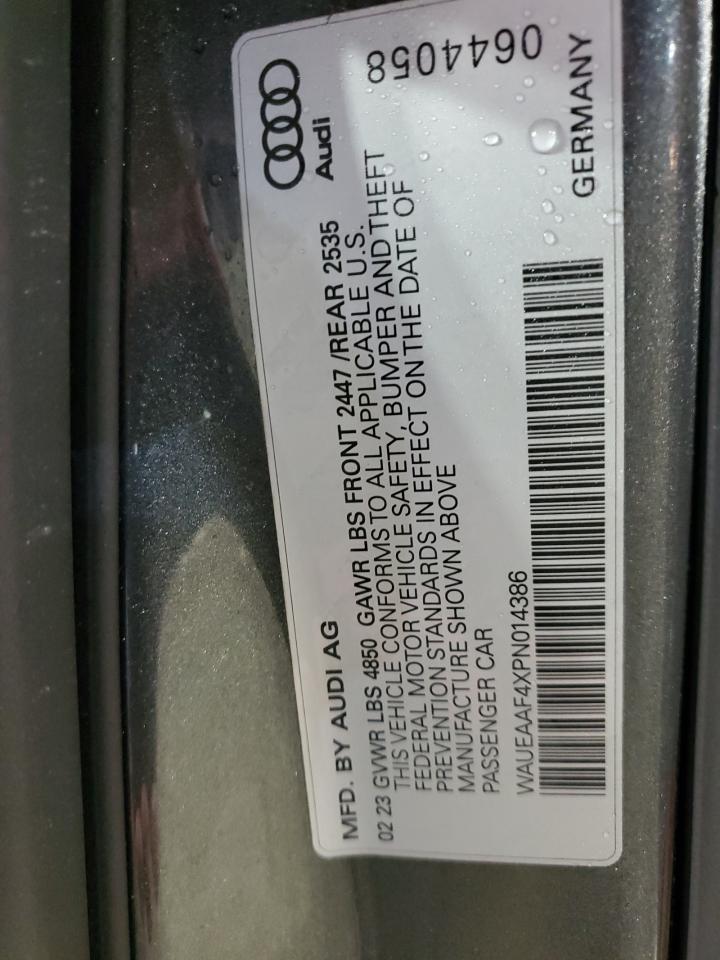 MFD. BY AUDI AG
Audi
02 23 GVWR LBS 4850 GAWR LBS FRONT 2447 /REAR 2535
THIS VEHICLE CONFORMS TO ALL APPLICABLE U.S.
FEDERAL MOTOR VEHICLE SAFETY, BUMPER AND THEFT
PREVENTION STANDARDS IN EFFECT ON THE DATE OF
MANUFACTURE SHOWN ABOVE
PASSENGER CAR
WAUEAAF4XPN014386
GERMANY
0644058